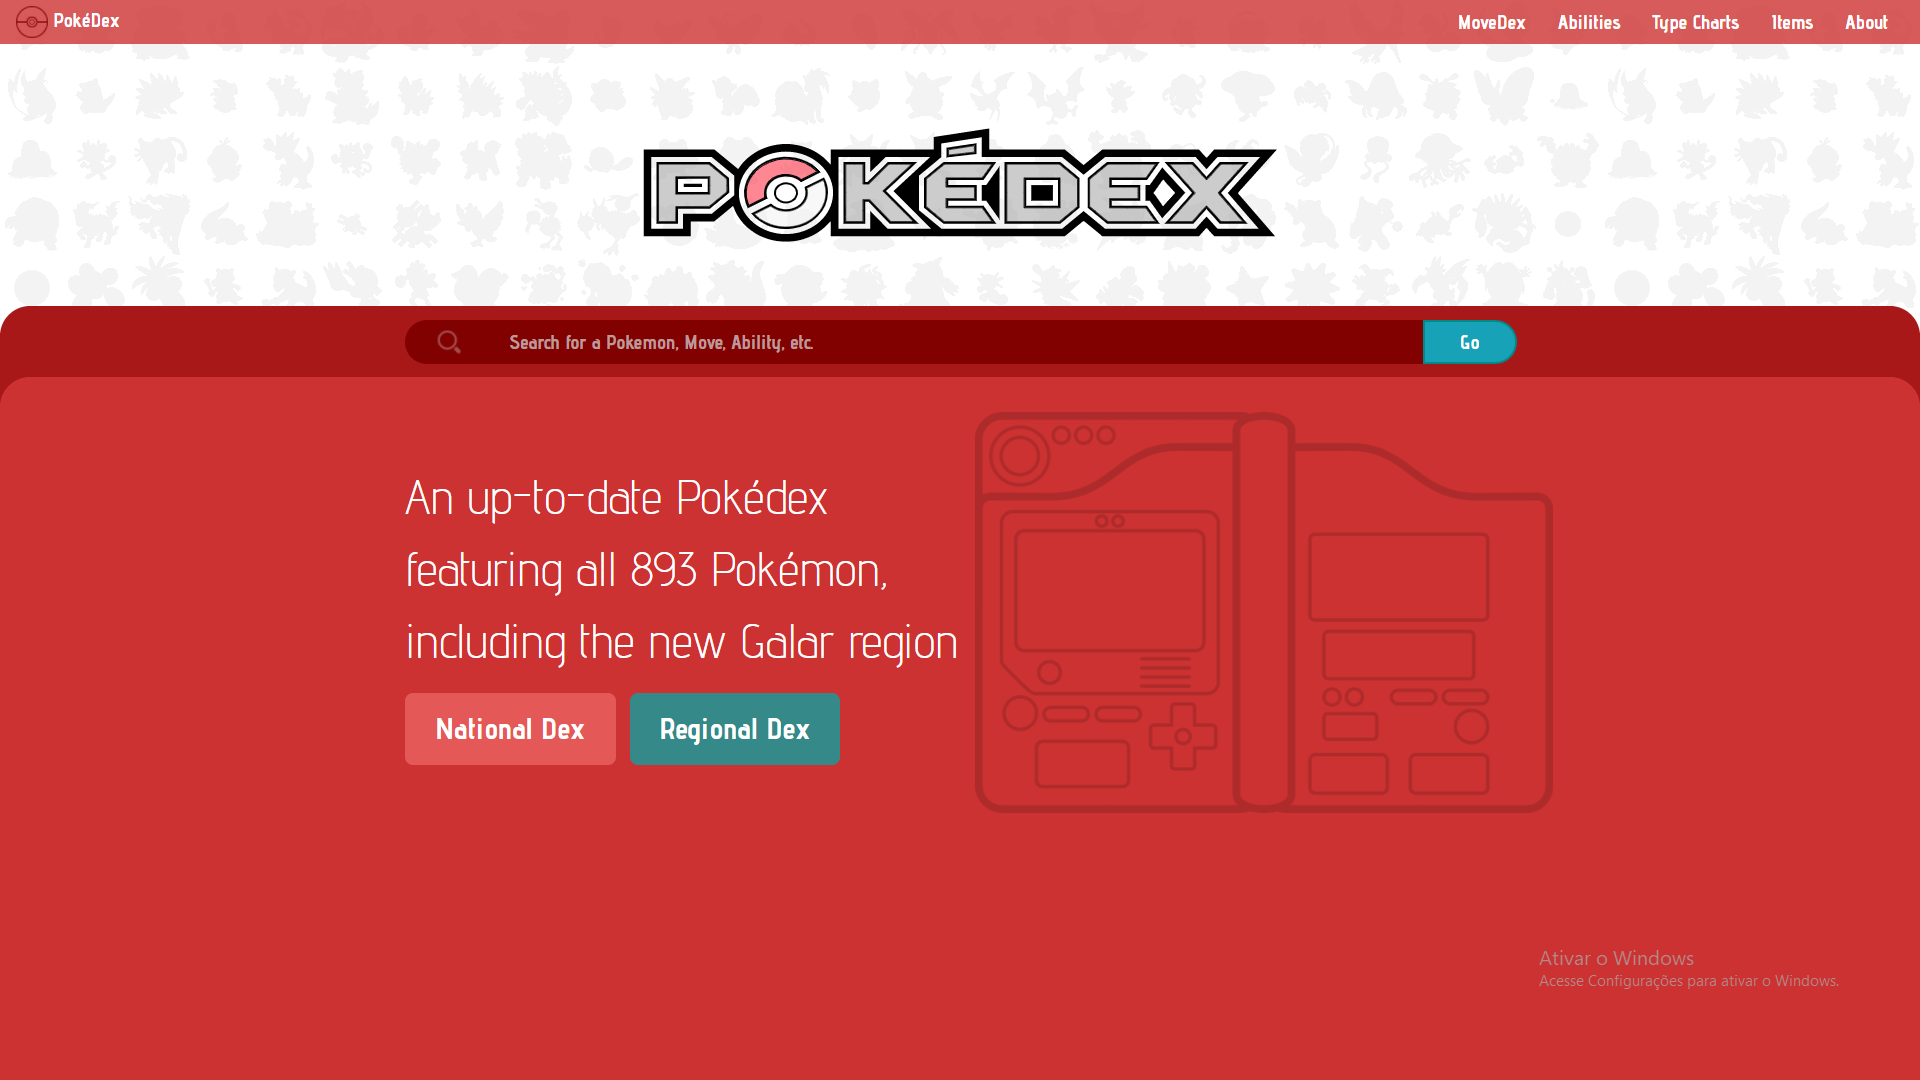 PokéDex
MoveDex
Abilities
Type Charts
Items
About
POKÉDEX
Search for a Pokemon, Move, Ability, etc.
Go
An up-to-date Pokédex
featuring all 893 Pokémon,
including the new Galar region
National Dex
Regional Dex
Ativar o Windows
Acesse Configurações para ativar o Windows.